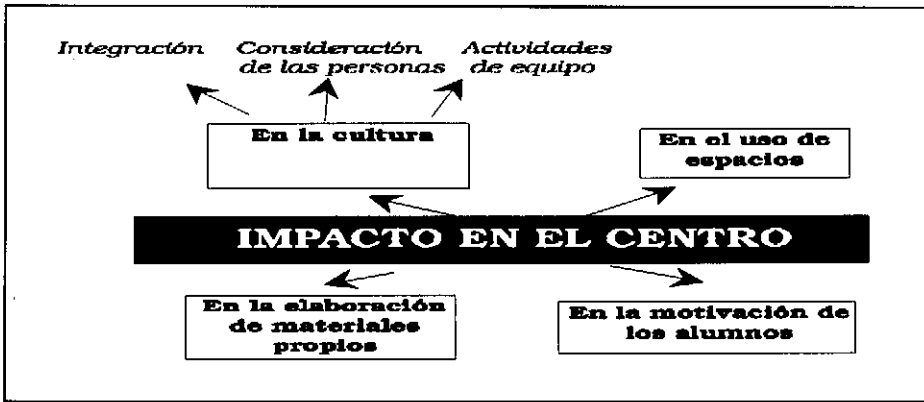 Integración
Consideración
de las personas
Actividades
de equipo
En la cultura
En el uso de
espacios
IMPACTO EN EL CENTRO
En la elaboración
de materiales
propios
En la motivación de
los alumnos